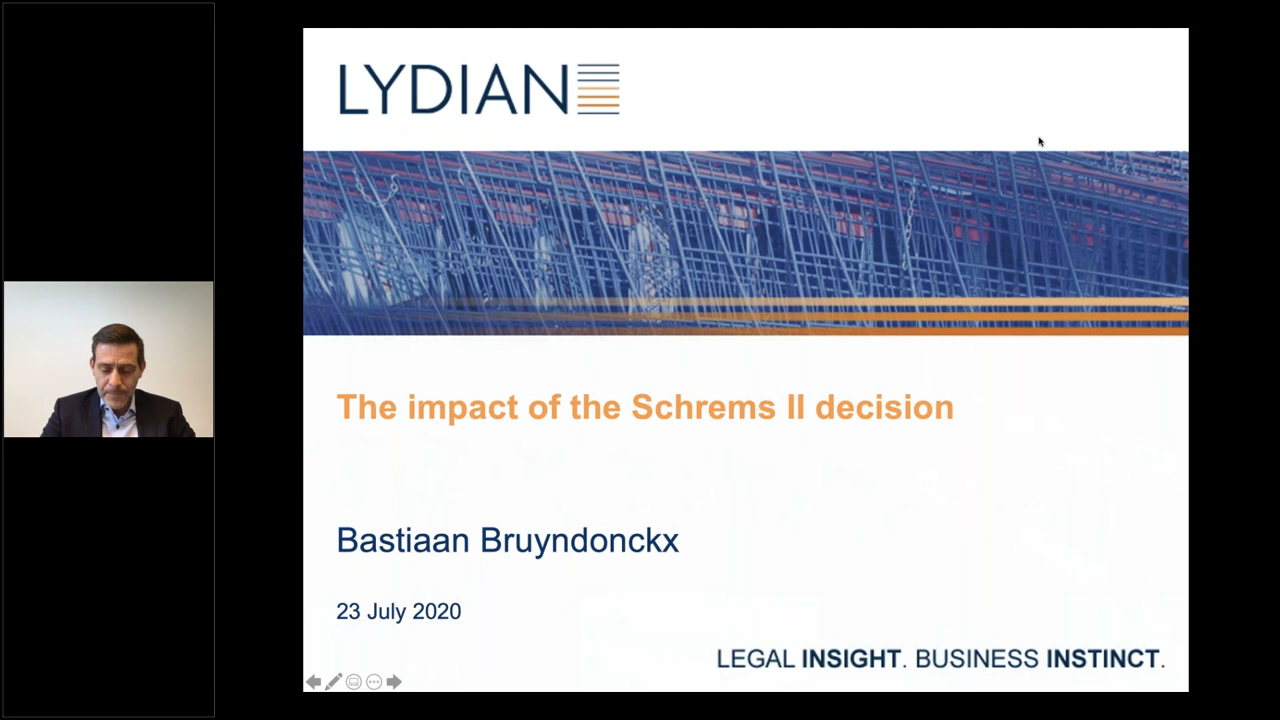 LYDIAN
The impact of the Schrems II decision
Bastiaan Bruyndonckx
23 July 2020
LEGAL INSIGHT. BUSINESS INSTINCT.